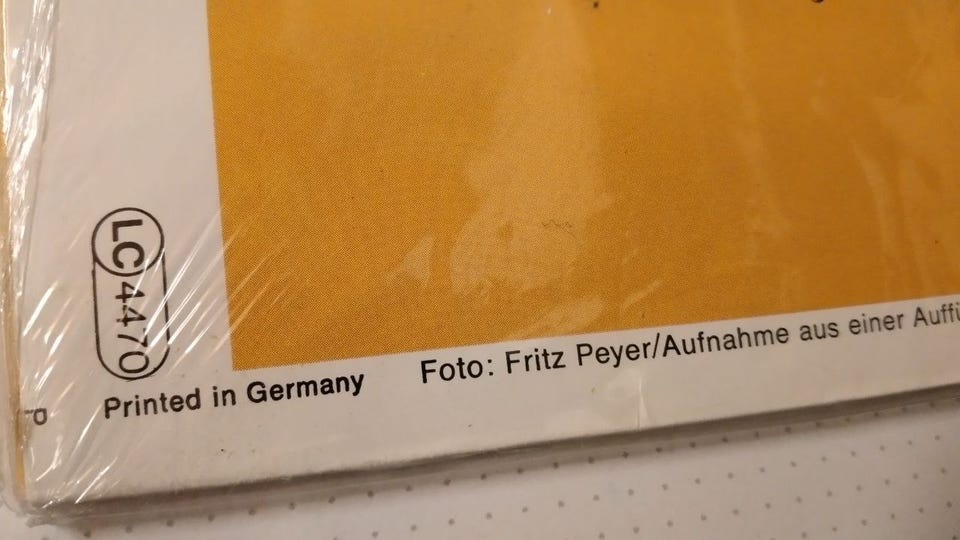 LC 4470
Printed in Germany
Foto: Fritz Peyer/Aufnahme aus einer